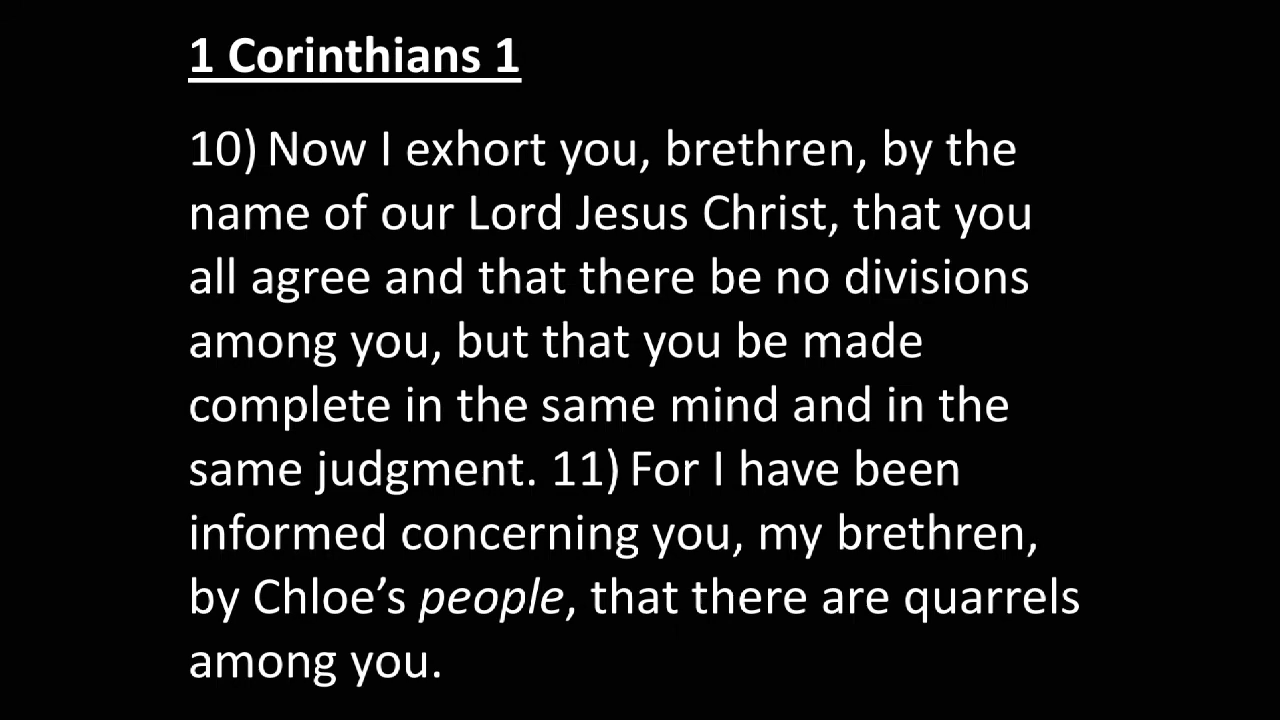 1 Corinthians 1
10) Now I exhort you, brethren, by the
name of our Lord Jesus Christ, that you
all agree and that there be no divisions
among you, but that you be made
complete in the same mind and in the
same judgment. 11) For I have been
informed concerning you, my brethren,
by Chloe’s people, that there are quarrels
among you.